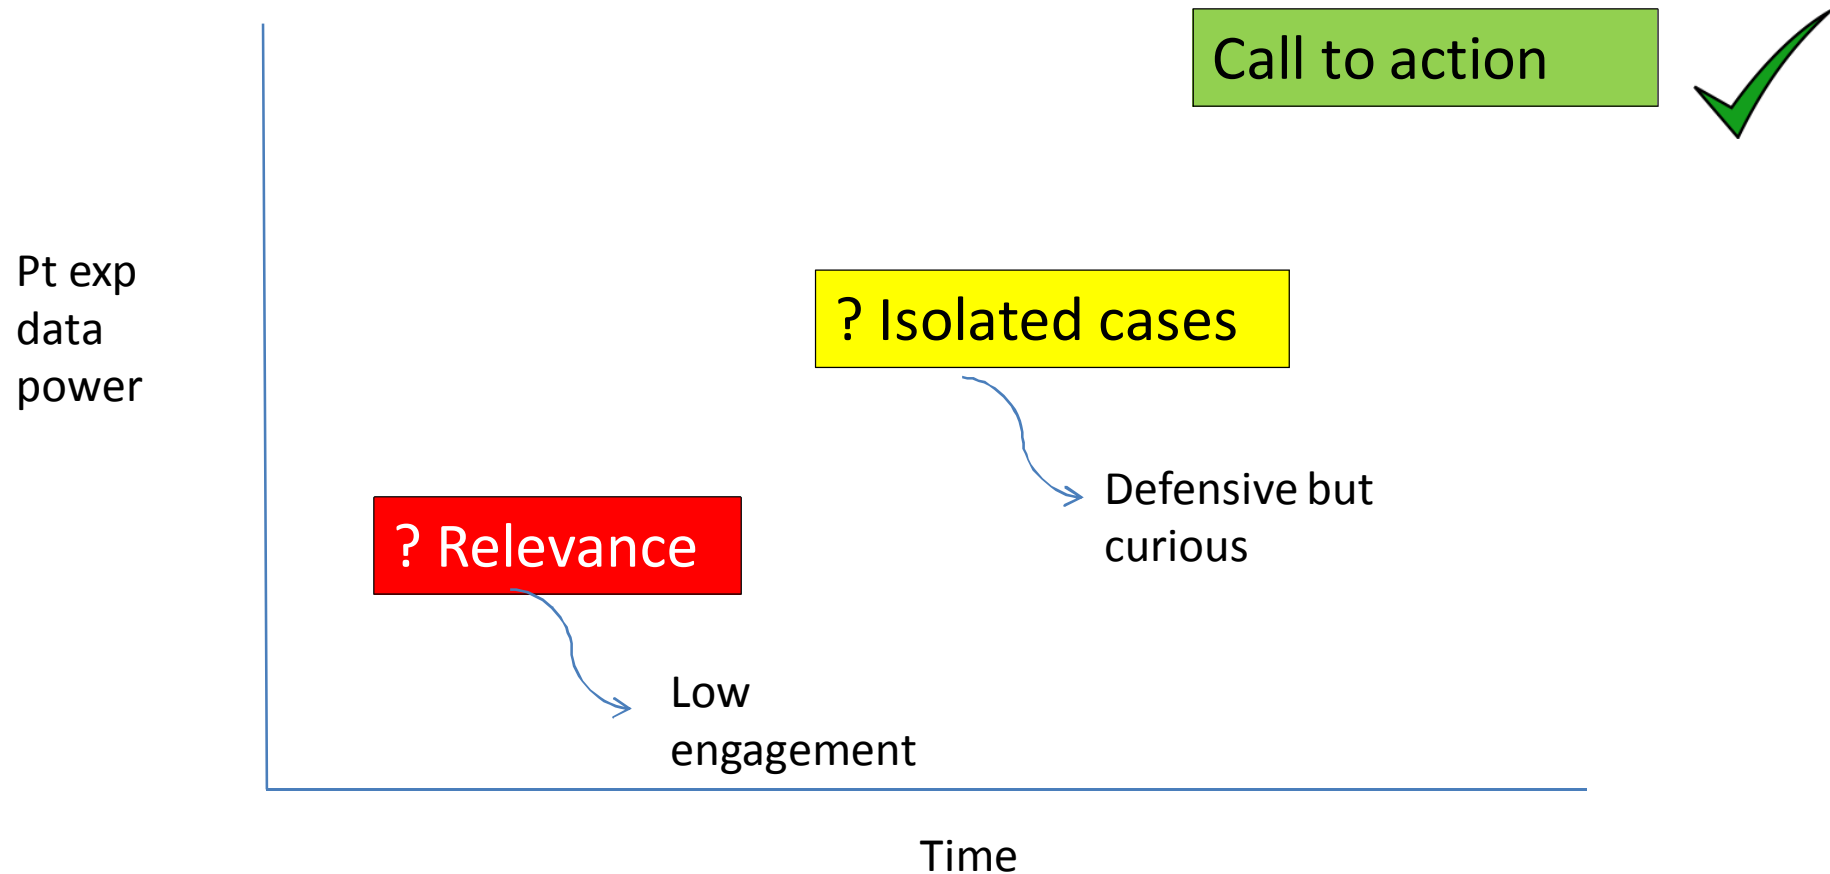 Call to action
Pt exp
data
power
? Isolated cases
Defensive but
curious
? Relevance
Low
engagement
Time